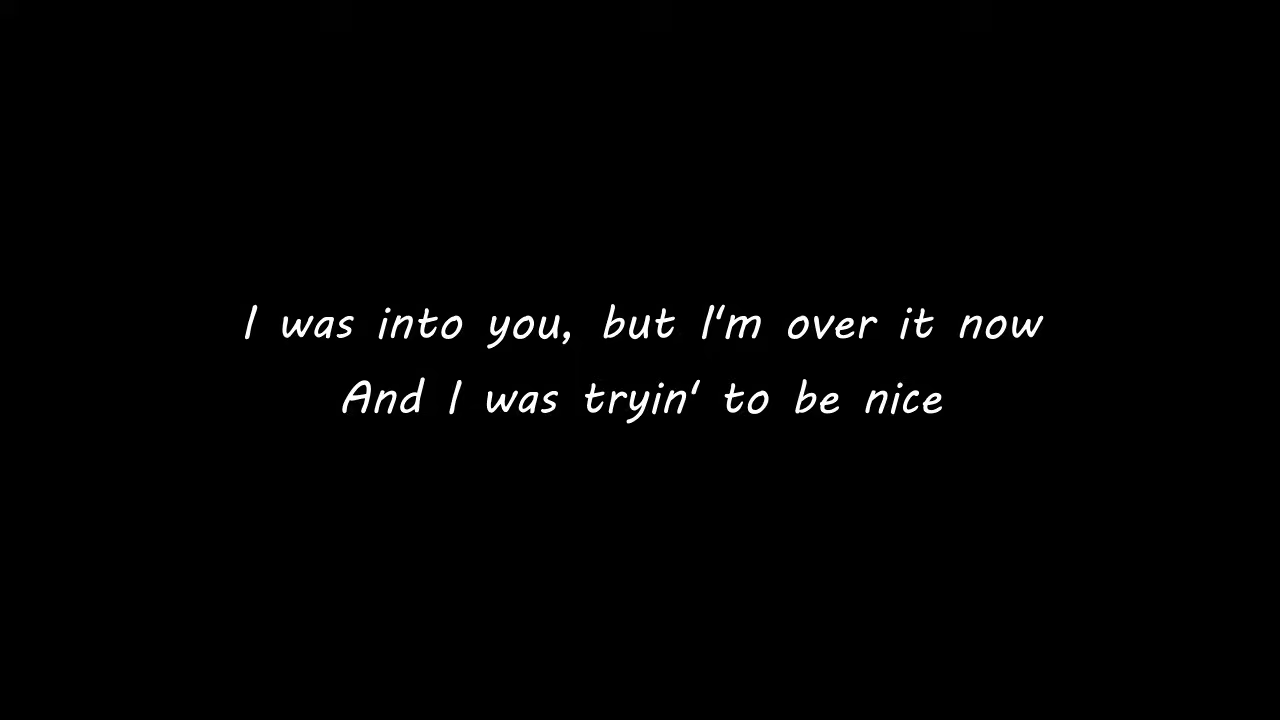 I was into you, but I'm over it now
And I was tryin' to be nice